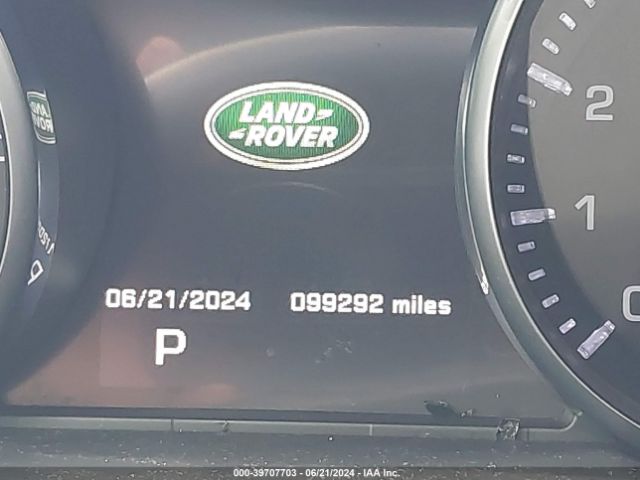 LAND
ROVER
2
1
0
06/21/2024 099292 miles
P
000-39707703 - 06/21/2024 - IAA Inc.